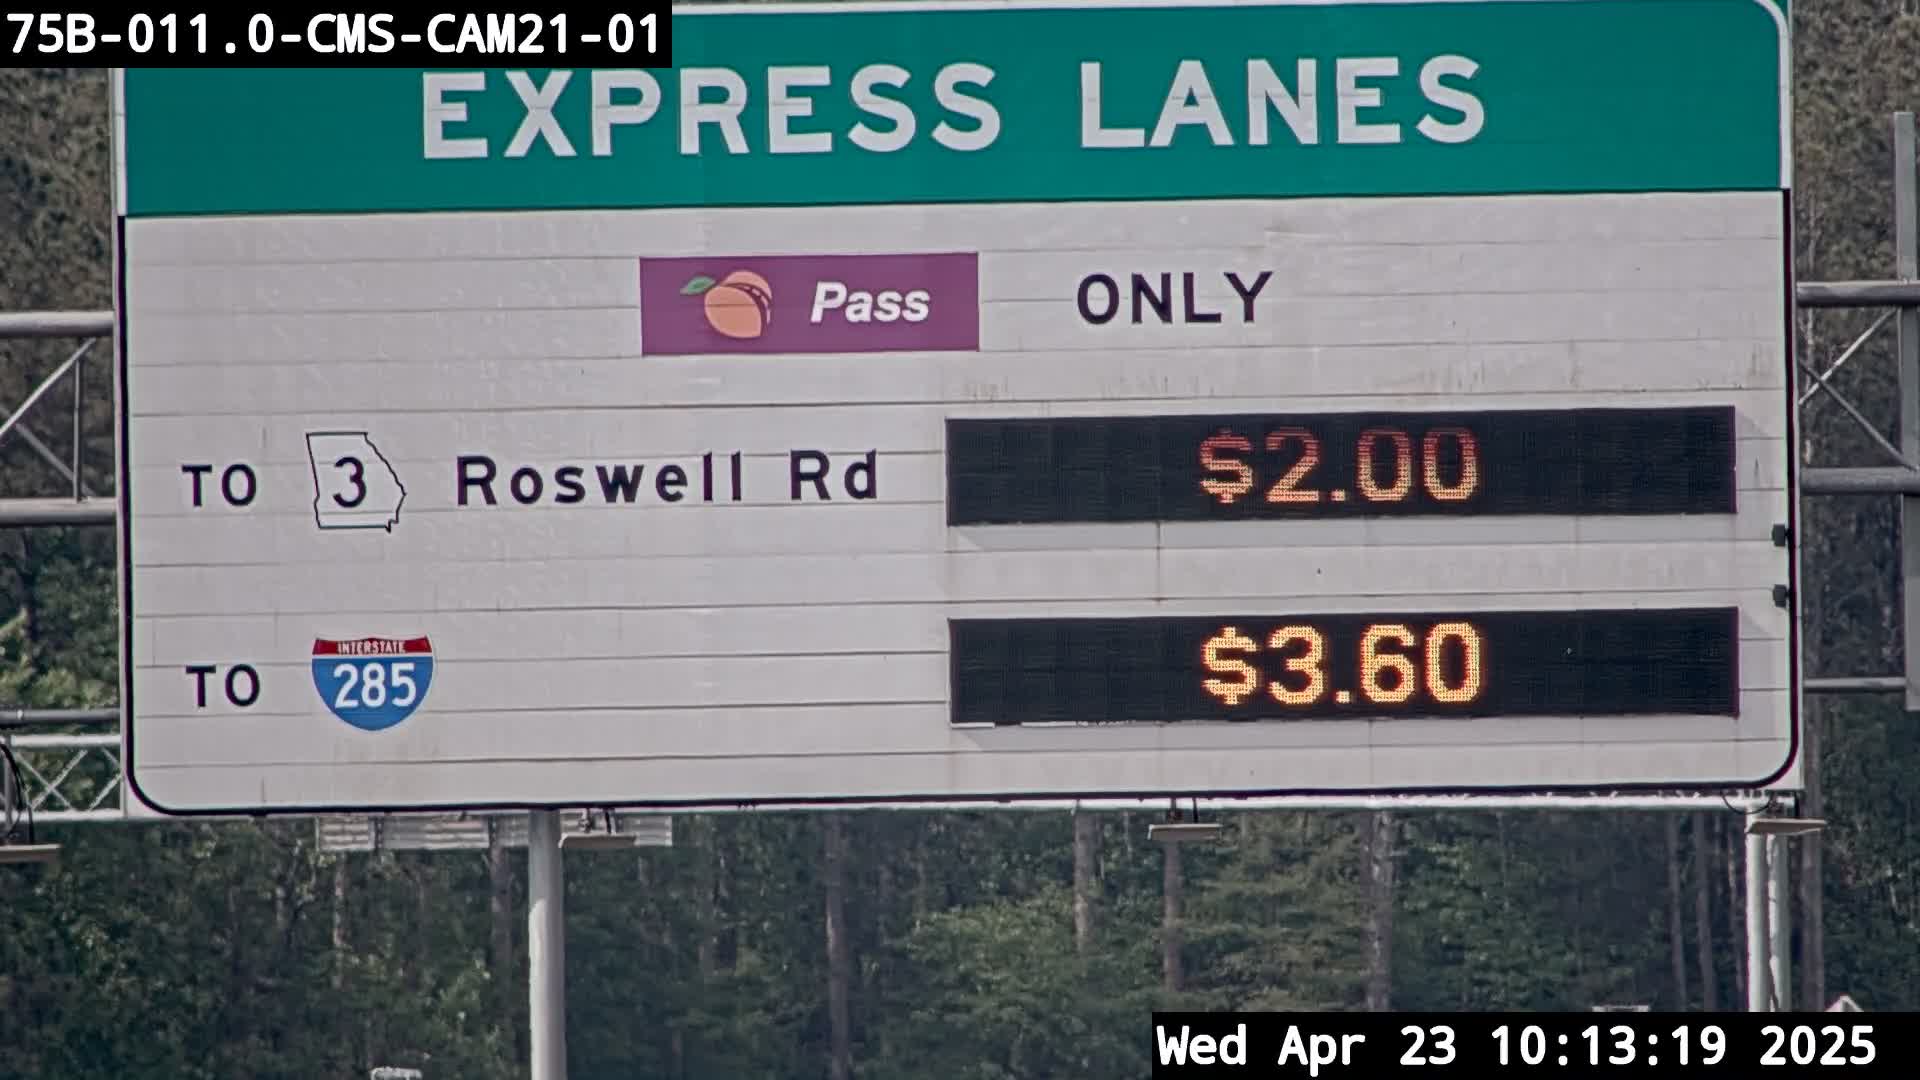 75B-011.0-CMS-CAM21-01
EXPRESS LANES
Pass ONLY
TO 3 Roswell Rd $2.00
INTERSTATE
TO 285 $3.60
Wed Apr 23 10:13:19 2025